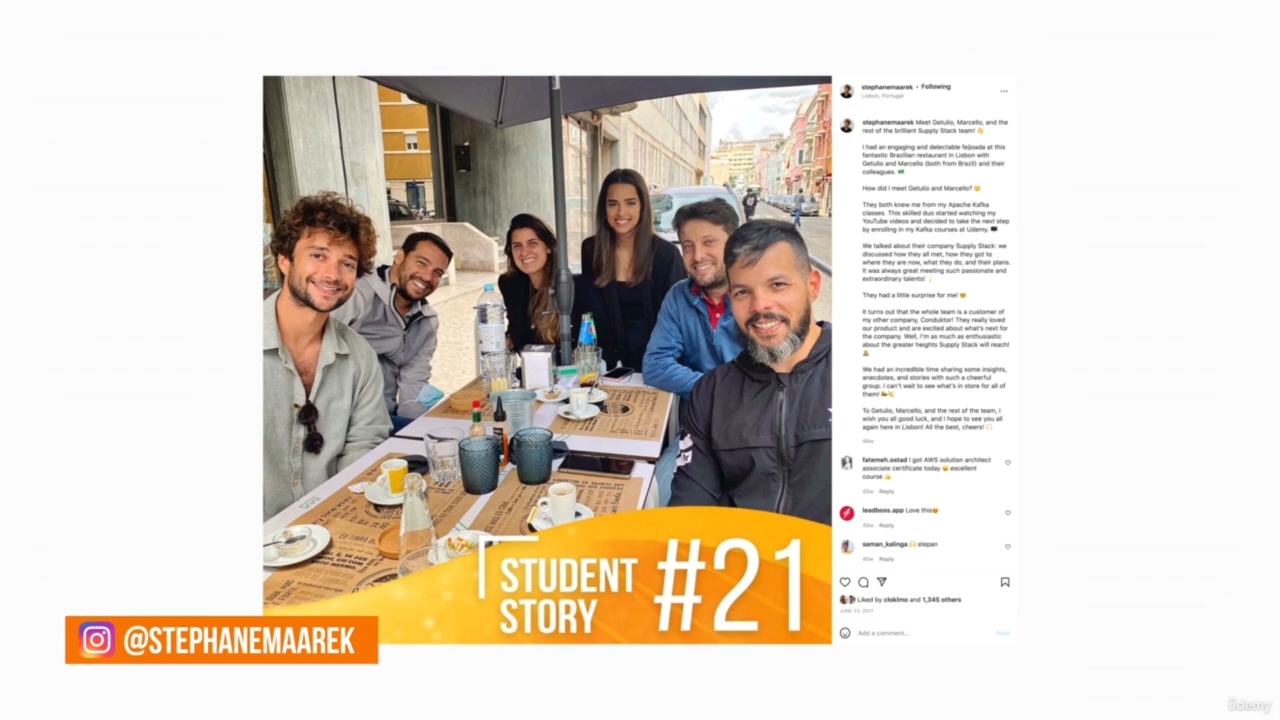 stephanemaarek • Following
Lisbon, Portugal
stephanemaarek Meet Getulio, Marcello, and the
rest of the brilliant Supply Stack team! 👏
I had an engaging and delectable feijoada at this
fantastic Brazilian restaurant in Lisbon with
Getulio and Marcello (both from Brazil) and their
colleagues.
How did I meet Getulio and Marcello?
They both knew me from my Apache Kafka
classes. This skilled duo started watching my
YouTube videos and decided to take the next step
by enrolling in my Kafka courses at Udemy.
We talked about their company Supply Stack: we
discussed how they all met, how they got to
where they are now, what they do, and their plans.
It was always great meeting such passionate and
extraordinary talents!
They had a little surprise for me!
It turns out that the whole team is a customer of
my other company, Conduktor! They really loved
our product and are excited about what's next for
the company. Well, I'm as much as enthusiastic
about the greater heights Supply Stack will reach!
We had an incredible time sharing some insights,
anecdotes, and stories with such a cheerful
group. I can't wait to see what's in store for all of
them!
To Getulio, Marcello, and the rest of the team, I
wish you all good luck, and I hope to see you all
again here in Lisbon! All the best, cheers!
fatemeh.ostad I got AWS solution architect
associate certificate today excellent
course
Reply
leadboss.app Love this
Reply
saman_kalinga stepan
Reply
Liked by cloklmo and 1,345 others
JUNE 23, 2021
Add a comment...
Post
STUDENT
STORY
#21
@STEPHANEMAAREK
ûdemy